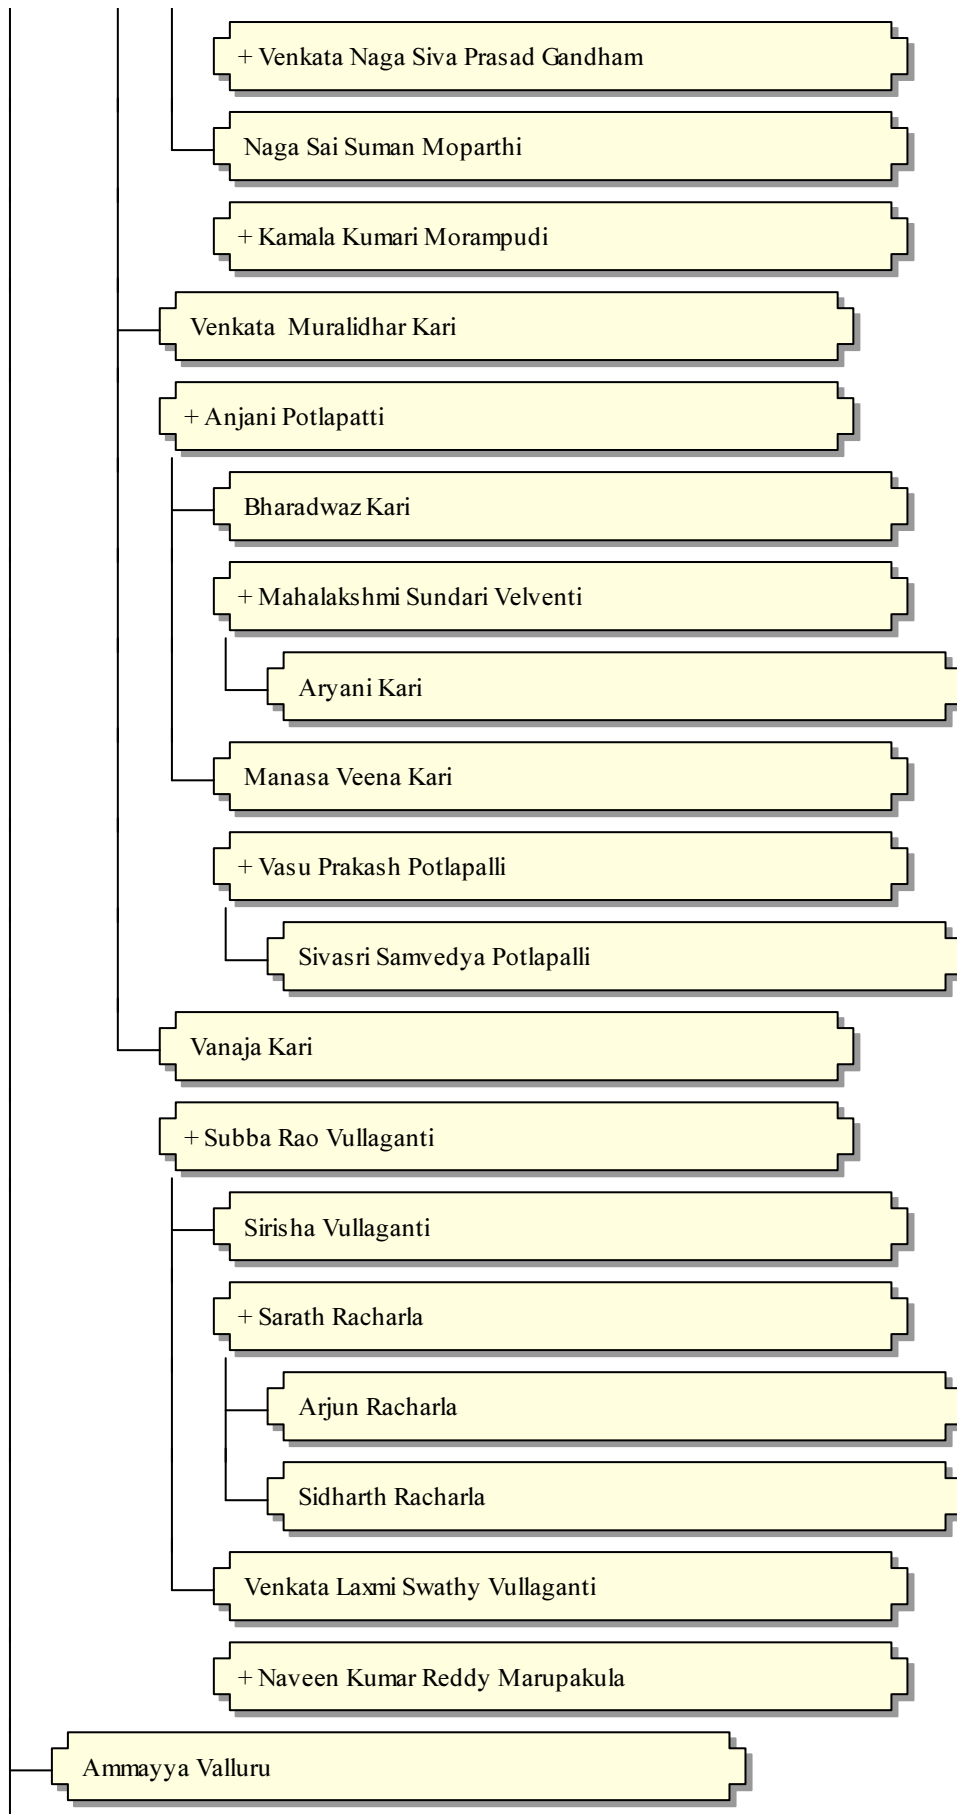 + Venkata Naga Siva Prasad Gandham
Naga Sai Suman Moparthi
+ Kamala Kumari Morampudi
Venkata  Muralidhar Kari
+ Anjani Potlapatti
Bharadwaz Kari
+ Mahalakshmi Sundari Velventi
Aryani Kari
Manasa Veena Kari
+ Vasu Prakash Potlapalli
Sivasri Samvedya Potlapalli
Vanaja Kari
+ Subba Rao Vullaganti
Sirisha Vullaganti
+ Sarath Racharla
Arjun Racharla
Sidharth Racharla
Venkata Laxmi Swathy Vullaganti
+ Naveen Kumar Reddy Marupakula
Ammayya Valluru